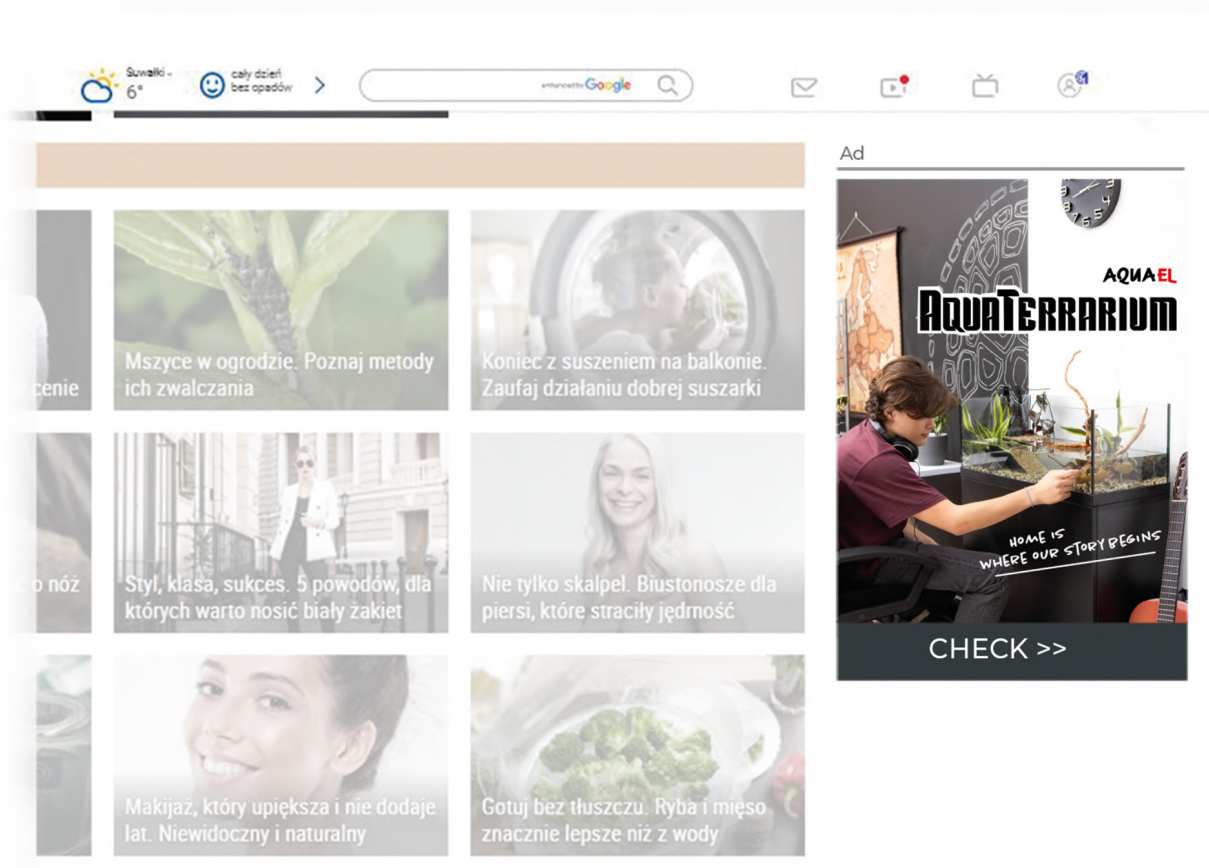 Suwałki
6°
cały dzień
bez opadów
enhanced by Google
Ad
cenie
Mszyce w ogrodzie. Poznaj metody
ich zwalczania
Koniec z suszeniem na balkonie.
Zaufaj działaniu dobrej suszarki
o nóż
Styl, klasa, sukces. 5 powodów, dla
których warto nosić biały żakiet
Nie tylko skalpel. Biustonosze dla
piersi, które straciły jędrność
Makijaż, który upiększa i nie dodaje
lat. Niewidoczny i naturalny
Gotuj bez tłuszczu. Ryba i mięso
znacznie lepsze niż z wody
AQUAEL
AQUATERRARIUM
HOME IS
WHERE OUR STORY BEGINS
CHECK >>